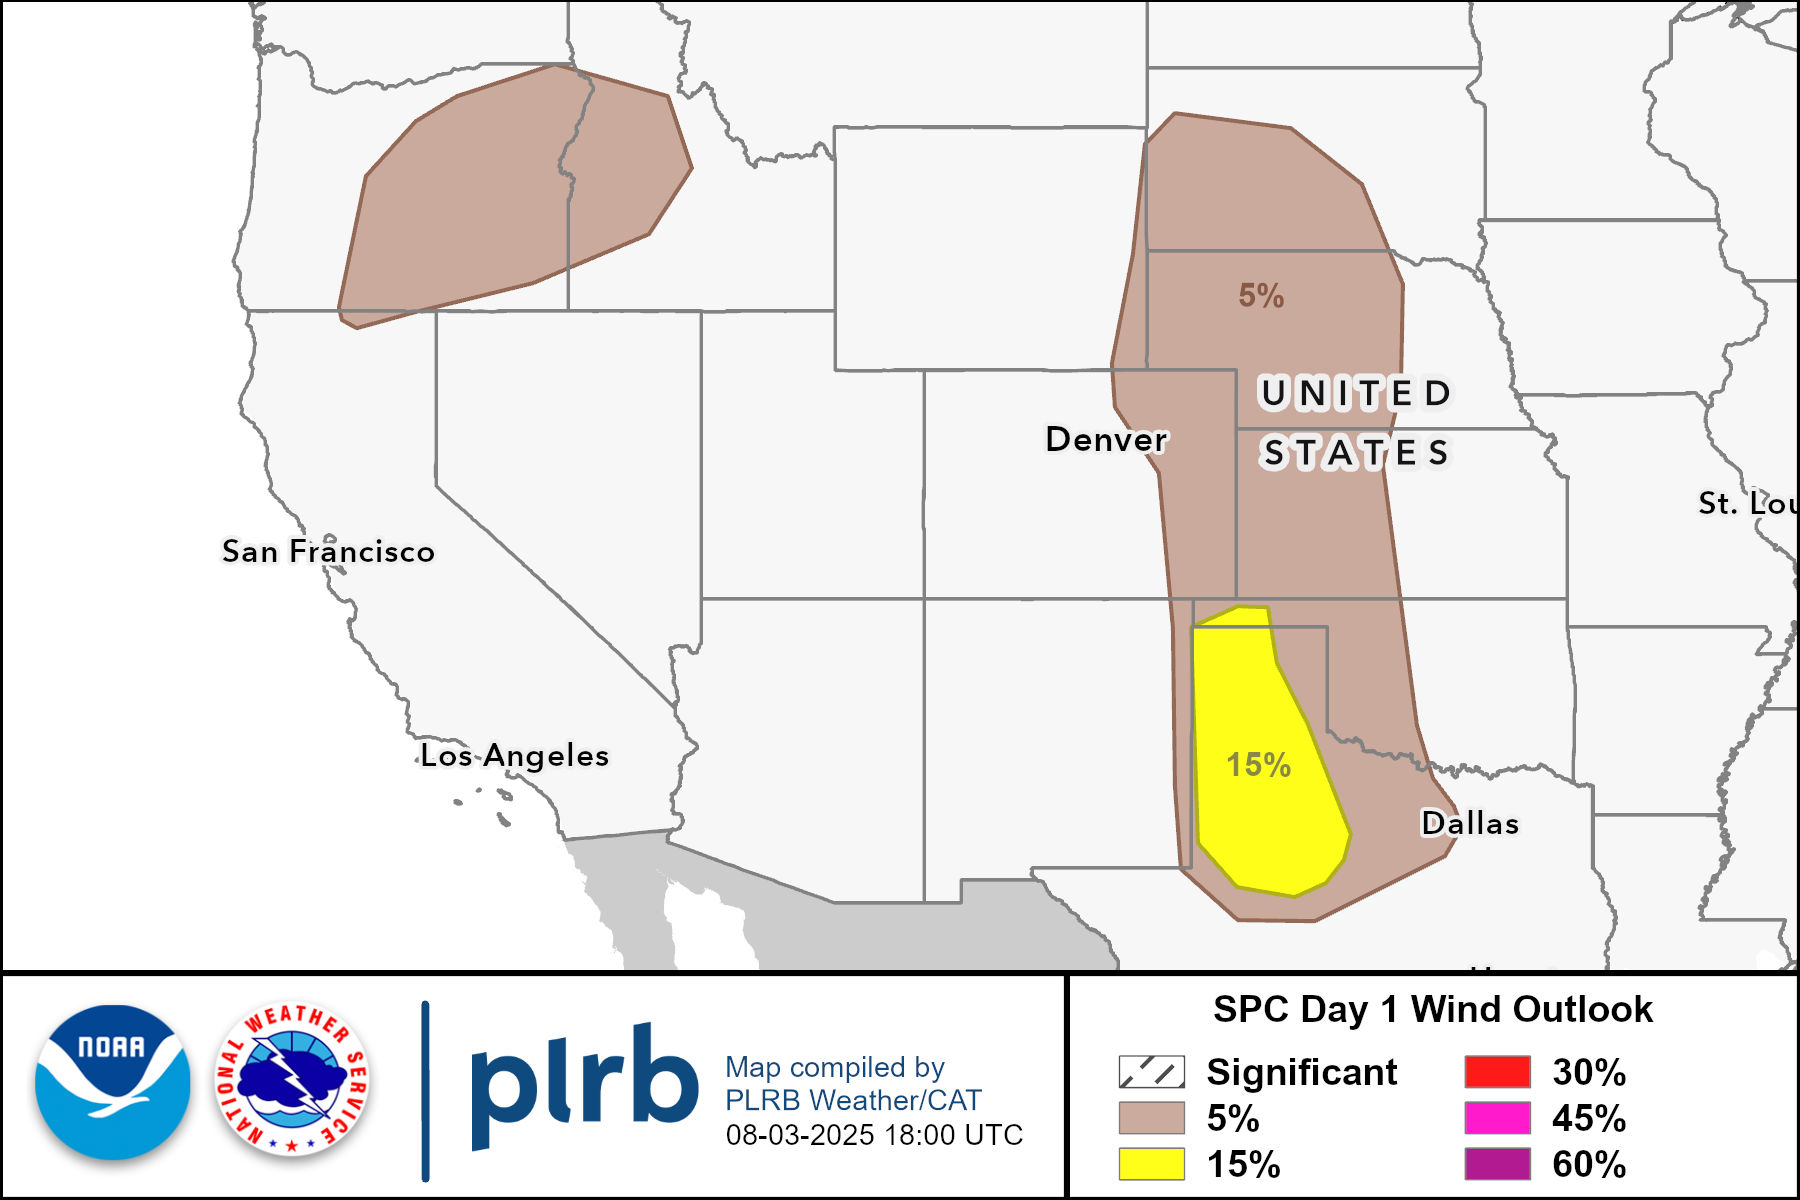 5%
UNITED
STATES
Denver
St. Lou
San Francisco
15%
Los Angeles
Dallas
NOAA
NATIONAL WEATHER SERVICE
plrb
Map compiled by
PLRB Weather/CAT
08-03-2025 18:00 UTC
SPC Day 1 Wind Outlook
Significant
5%
15%
30%
45%
60%